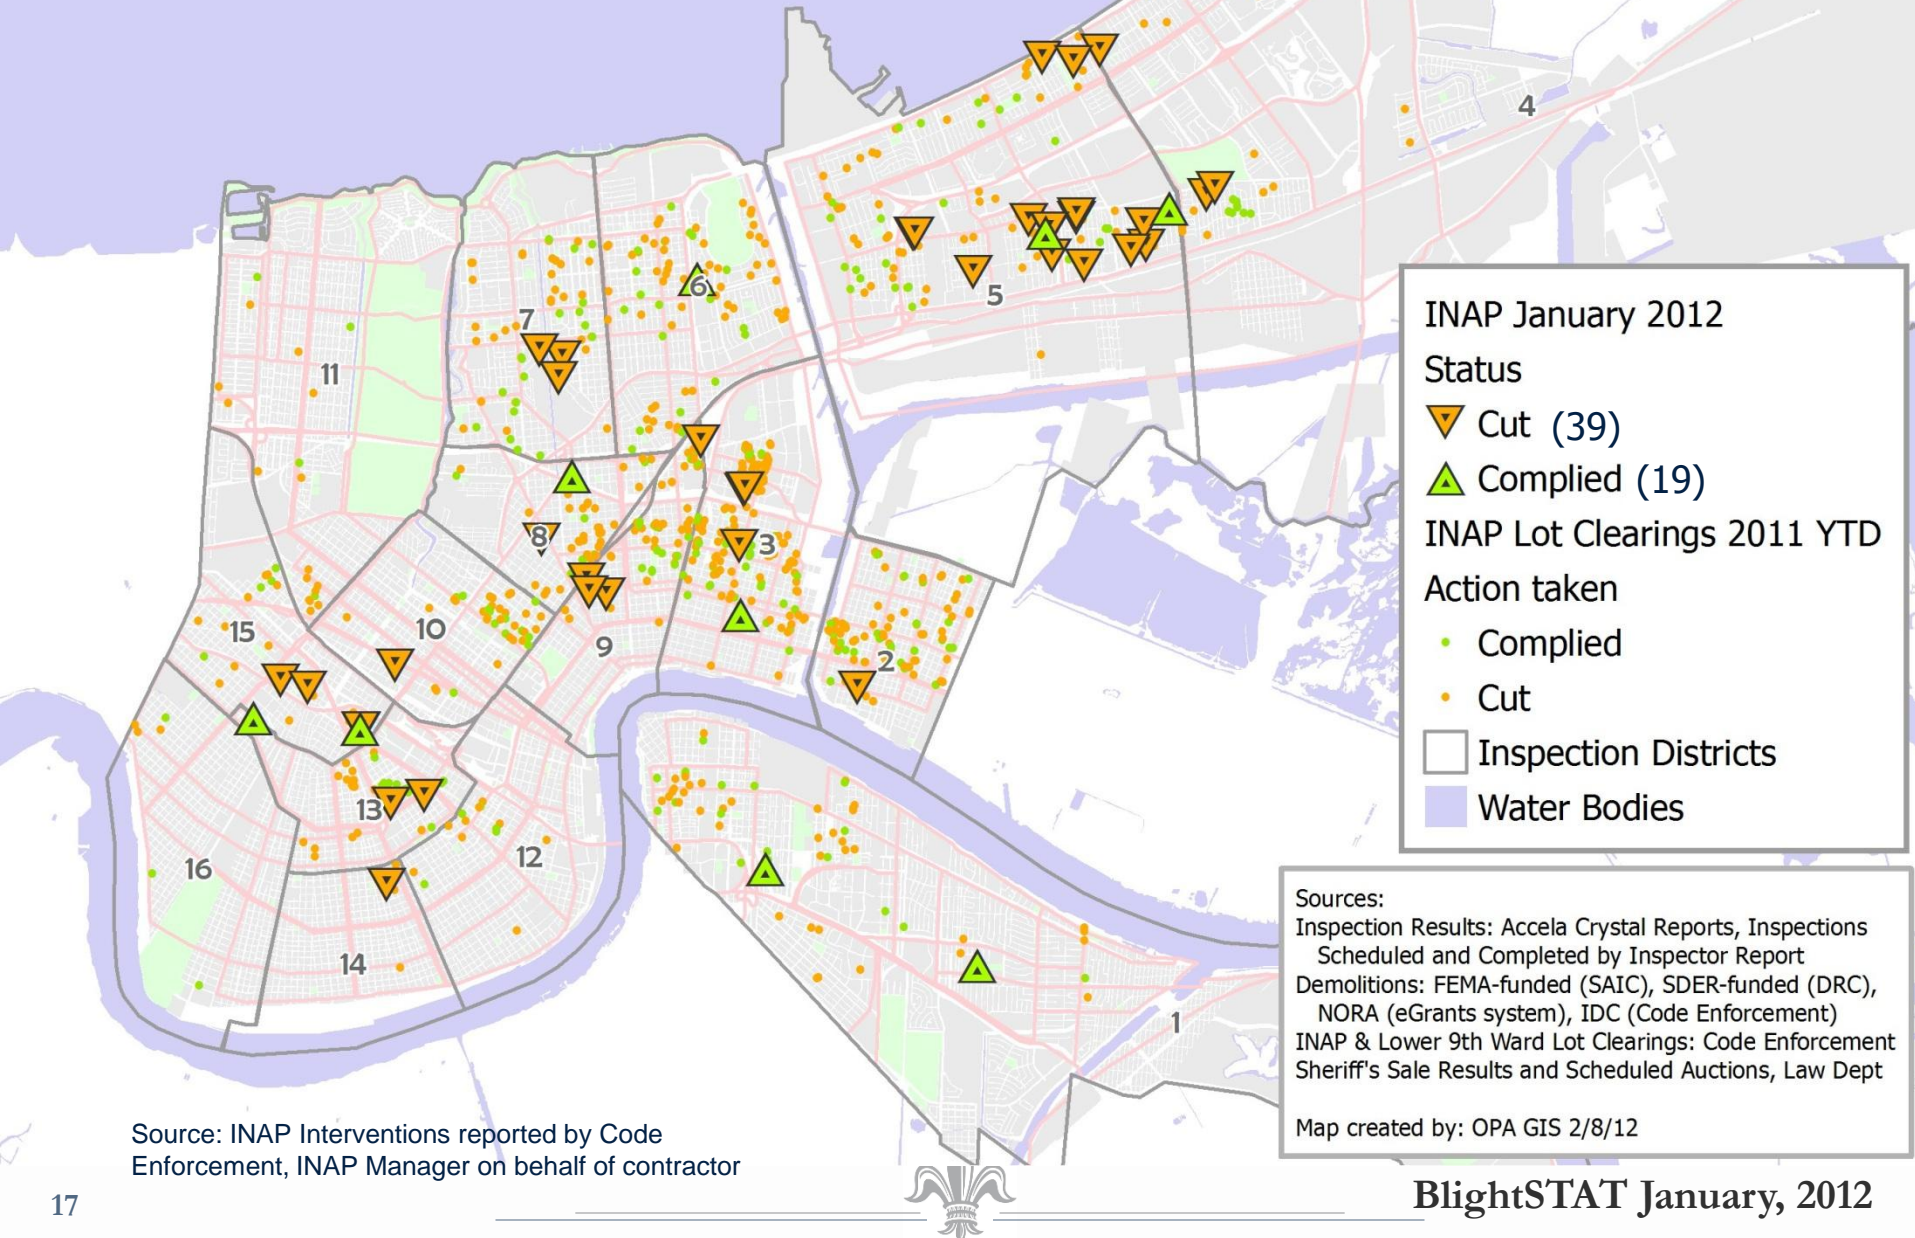 4
5
6
7
11
8
3
10
15
9
2
13
12
16
14
1
INAP January 2012
Status
Cut (39)
Complied (19)
INAP Lot Clearings 2011 YTD
Action taken
Complied
Cut
Inspection Districts
Water Bodies
Sources:
Inspection Results: Accela Crystal Reports, Inspections
Scheduled and Completed by Inspector Report
Demolitions: FEMA-funded (SAIC), SDER-funded (DRC),
NORA (eGrants system), IDC (Code Enforcement)
INAP & Lower 9th Ward Lot Clearings: Code Enforcement
Sheriff's Sale Results and Scheduled Auctions, Law Dept
Map created by: OPA GIS 2/8/12
Source: INAP Interventions reported by Code
Enforcement, INAP Manager on behalf of contractor
17
BlightSTAT January, 2012